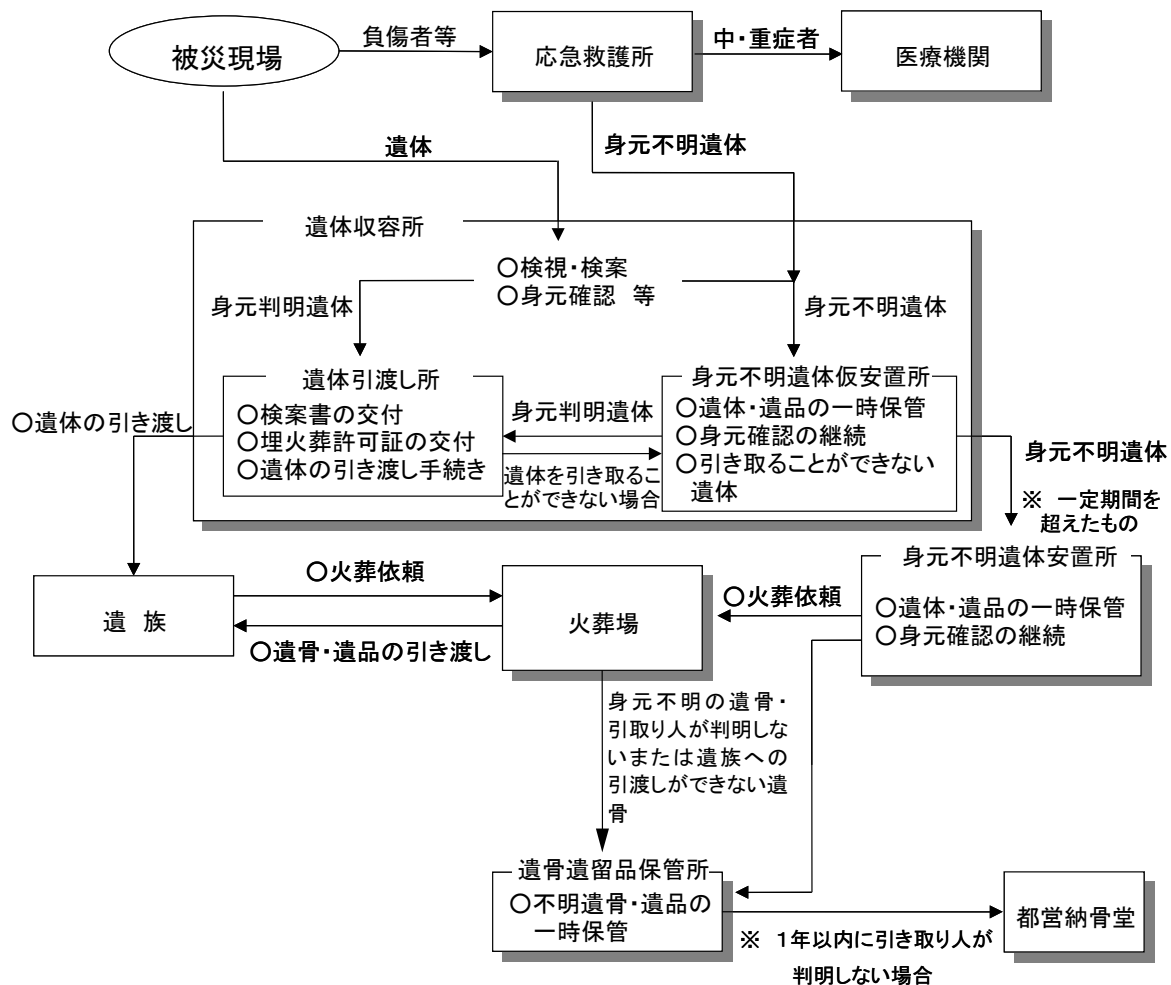 被災現場
負傷者等
応急救護所
中・重症者
医療機関
遺体
身元不明遺体
遺体収容所
○検視・検案
○身元確認　等
身元判明遺体
身元不明遺体
遺体引渡し所
○検案書の交付
○埋火葬許可証の交付
○遺体の引き渡し手続き
身元判明遺体
遺体を引き取るこ
とができない場合
身元不明遺体仮安置所
○遺体・遺品の一時保管
○身元確認の継続
○引き取ることができない
遺体
○遺体の引き渡し
身元不明遺体
※　一定期間を
超えたもの
身元不明遺体安置所
○遺体・遺品の一時保管
○身元確認の継続
遺　族
○火葬依頼
○遺骨・遺品の引き渡し
火葬場
○火葬依頼
身元不明の遺骨・
引取り人が判明しな
いまたは遺族への
引渡しができない遺
骨
遺骨遺留品保管所
○不明遺骨・遺品の
一時保管
※　1年以内に引き取り人が
判明しない場合
都営納骨堂